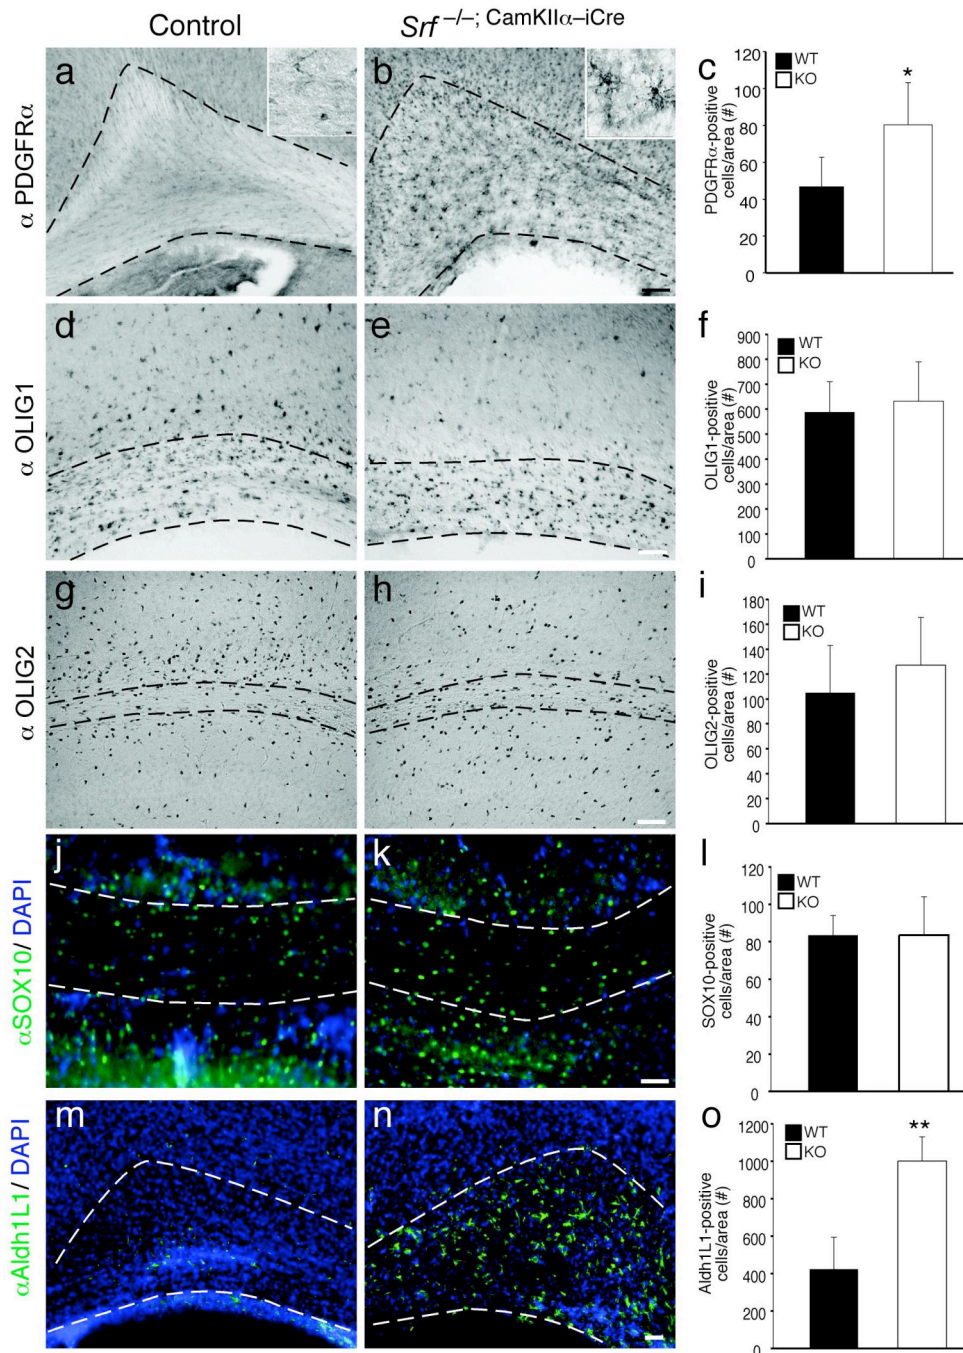 Control
Srf –/–; CamKIIα–iCre
α PDGFRα
a
b
c
PDGFRα-positive
cells/area (#)
120
100
80
60
40
20
0
WT
KO
*
α OLIG1
d
e
f
OLIG1-positive
cells/area (#)
900
800
700
600
500
400
300
200
100
0
WT
KO
α OLIG2
g
h
i
OLIG2-positive
cells/area (#)
180
160
140
120
100
80
60
40
20
0
WT
KO
αSOX10/ DAPI
j
k
l
SOX10-positive
cells/area (#)
120
100
80
60
40
20
0
WT
KO
αAldh1L1/ DAPI
m
n
o
Aldh1L1-positive
cells/area (#)
1200
1000
800
600
400
200
0
WT
KO
**